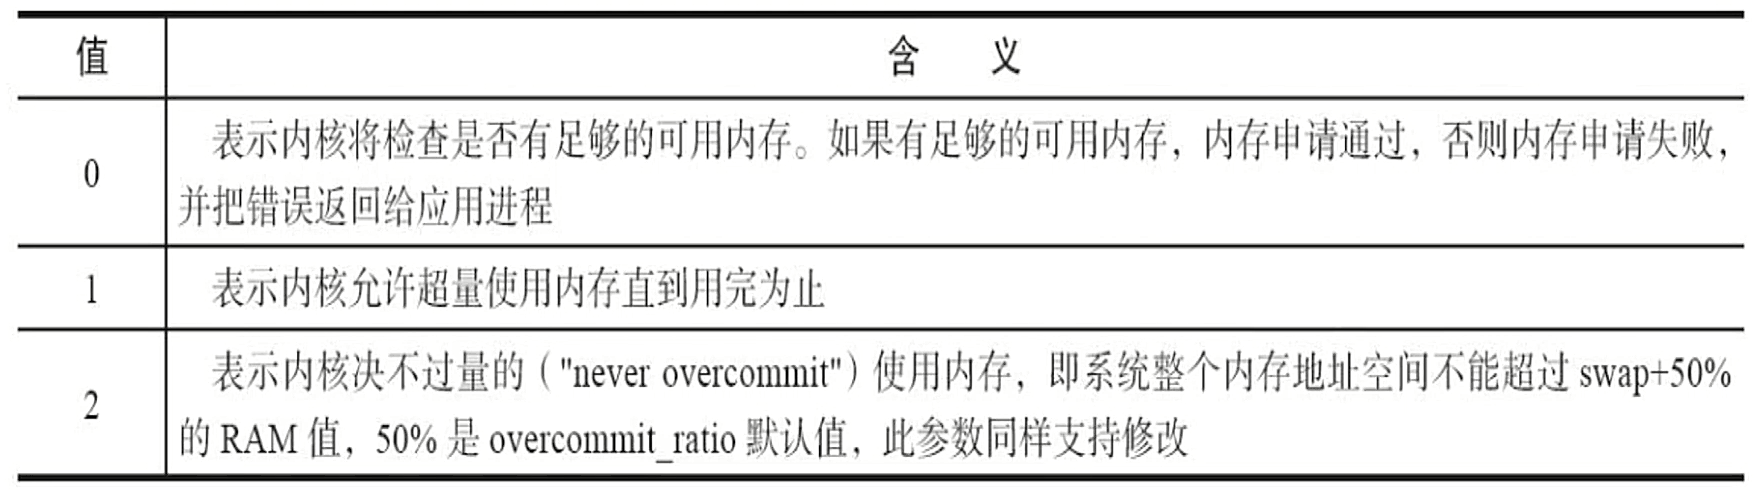 值 含 义
表示内核将检查是否有足够的可用内存。如果有足够的可用内存，内存申请通过，否则内存申请失败，
0
并把错误返回给应用进程
1 表示内核允许超量使用内存直到用完为止
表示内核决不过量的（"never overcommit"）使用内存，即系统整个内存地址空间不能超过 swap+50%
2
的 RAM 值，50% 是 overcommit_ratio 默认值，此参数同样支持修改